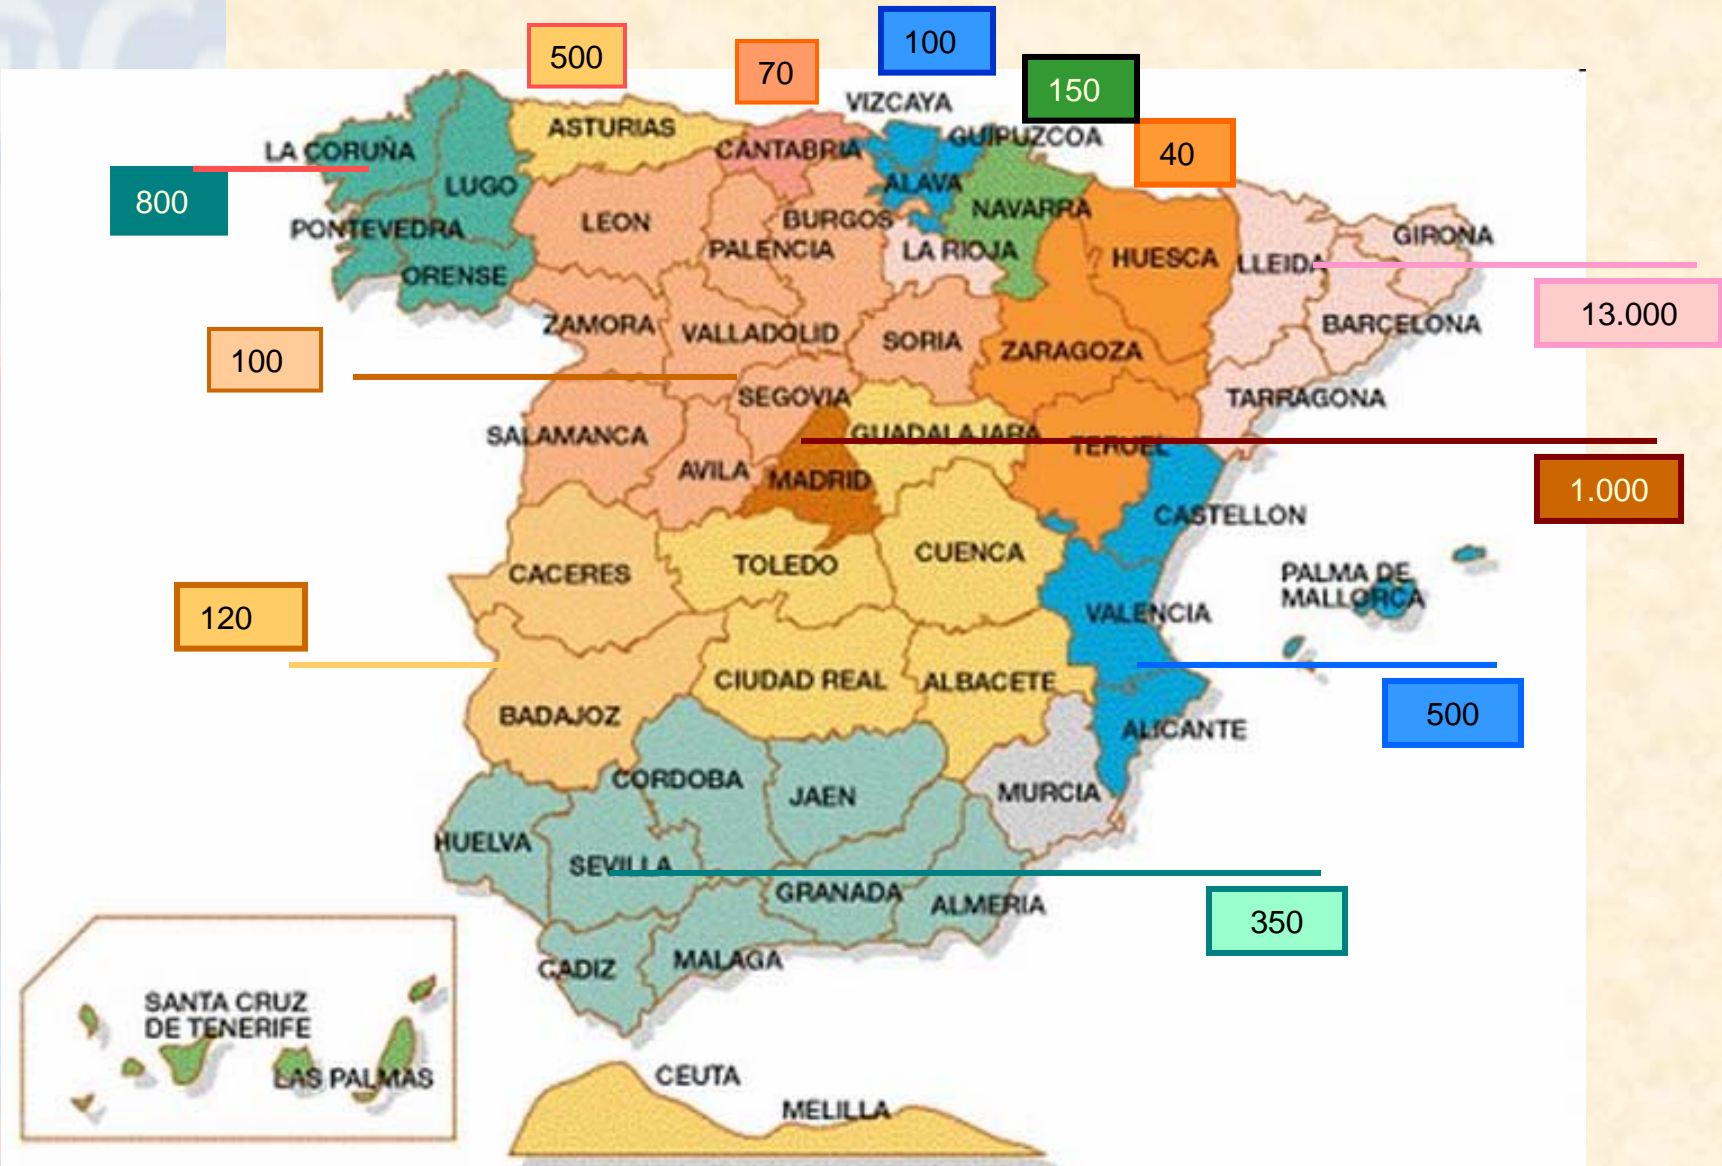 500
70
100
150
40
VIZCAYA
GUIPUZCOA
ASTURIAS
CANTABRIA
LA CORUÑA
LUGO
ALAVA
800
PONTEVEDRA
ORENSE
LEON
PALENCIA
BURGOS
NAVARRA
LA RIOJA
HUESCA
LLEIDA
GIRONA
13.000
BARCELONA
ZAMORA
VALLADOLID
SORIA
ZARAGOZA
100
SEGOVIA
TARRAGONA
SALAMANCA
AVILA
MADRID
GUADALAJARA
TERUEL
1.000
CASTELLON
CACERES
TOLEDO
CUENCA
PALMA DE
MALLORCA
120
VALENCIA
CIUDAD REAL
ALBACETE
BADAJOZ
500
ALICANTE
CORDOBA
JAEN
MURCIA
HUELVA
SEVILLA
GRANADA
ALMERIA
350
CADIZ
MALAGA
SANTA CRUZ
DE TENERIFE
LAS PALMAS
CEUTA
MELILLA